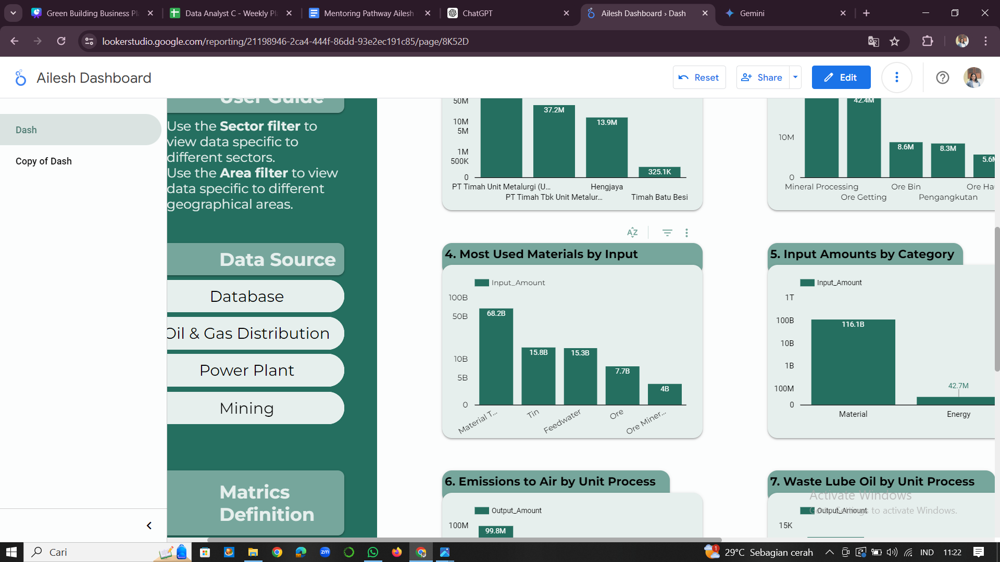 Green Building Business Pl
Data Analyst C - Weekly Pl
Mentoring Pathway Ailesh
ChatGPT
Ailesh Dashboard › Dash
Gemini
lookerstudio.google.com/reporting/21198946-2ca4-444f-86dd-93e2ec191c85/page/8K52D
Ailesh Dashboard
Reset
Share
Edit
Dash
Copy of Dash
User Guide
Use the Sector filter to
view data specific to
different sectors.
Use the Area filter to view
data specific to different
geographical areas.
Data Source
Database
Oil & Gas Distribution
Power Plant
Mining
Matrics
Definition
50M
10M
5M
1M
500K
0
37.2M
13.9M
325.1K
PT Timah Unit Metalurgi (U...
Hengjaya
PT Timah Tbk Unit Metalur...
Timah Batu Besi
10M
0
42.4M
8.6M
8.3M
5.6M
Mineral Processing
Ore Bin
Ore Ha
Ore Getting
Pengangkutan
AZ
4. Most Used Materials by Input
Input_Amount
100B
50B
10B
5B
0
68.2B
15.8B
15.3B
7.7B
4B
Material T...
Tin
Feedwater
Ore
Ore Miner...
5. Input Amounts by Category
Input_Amount
1T
100B
10B
1B
100M
0
116.1B
42.7M
Material
Energy
6. Emissions to Air by Unit Process
Output_Amount
100M
99.8M
7. Waste Lube Oil by Unit Process
Output_Amount
15K
Activate Windows
Go to Settings to activate Windows.
Cari
zm
1
29°C Sebagian cerah
IND
11:22